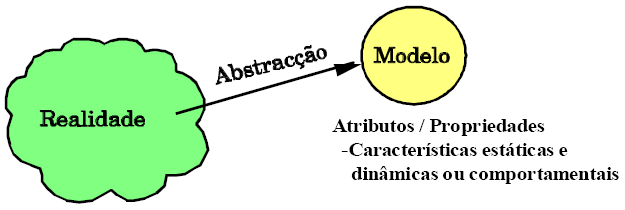 Abstracção
Modelo
Realidade
Atributos / Propriedades
-Características estáticas e
dinâmicas ou comportamentais